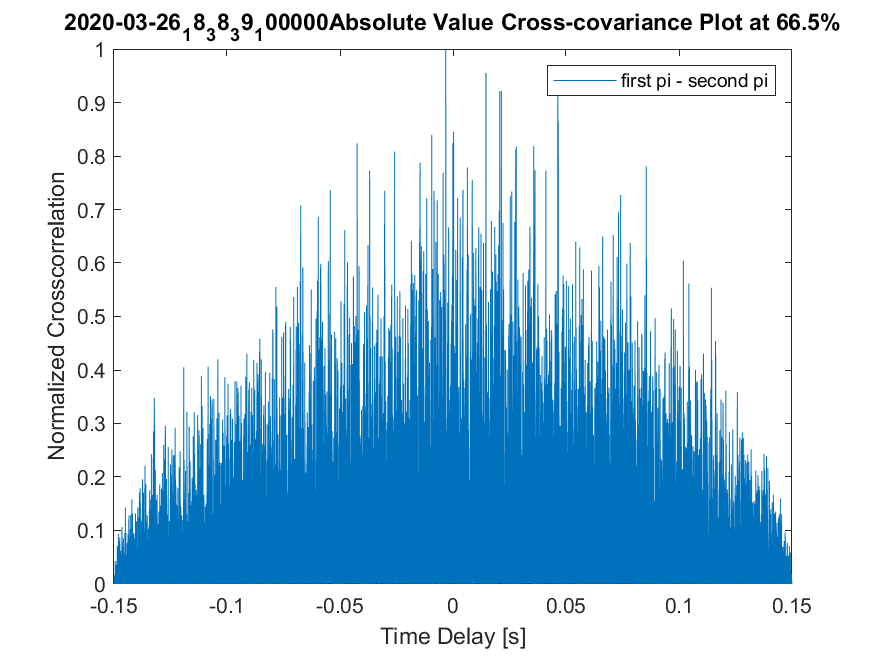 2020-03-26₁8₃8₃9₁00000Absolute Value Cross-covariance Plot at 66.5%
first pi - second pi
1
0.9
0.8
0.7
0.6
0.5
0.4
0.3
0.2
0.1
0
Normalized Crosscorrelation
-0.15 -0.1 -0.05 0 0.05 0.1 0.15
Time Delay [s]